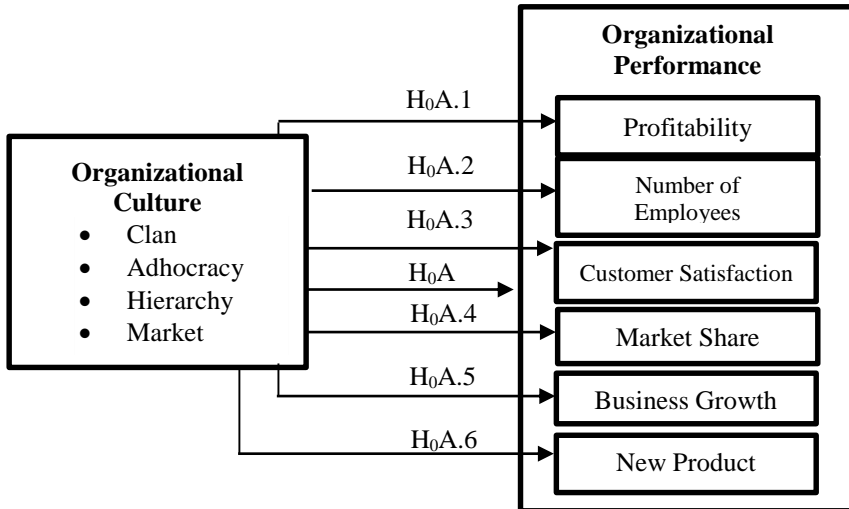 Organizational
Performance
H₀A.1
Profitability
Organizational
Culture
• Clan
• Adhocracy
• Hierarchy
• Market
H₀A.2
Number of
Employees
H₀A.3
Customer Satisfaction
H₀A
H₀A.4
Market Share
H₀A.5
Business Growth
H₀A.6
New Product